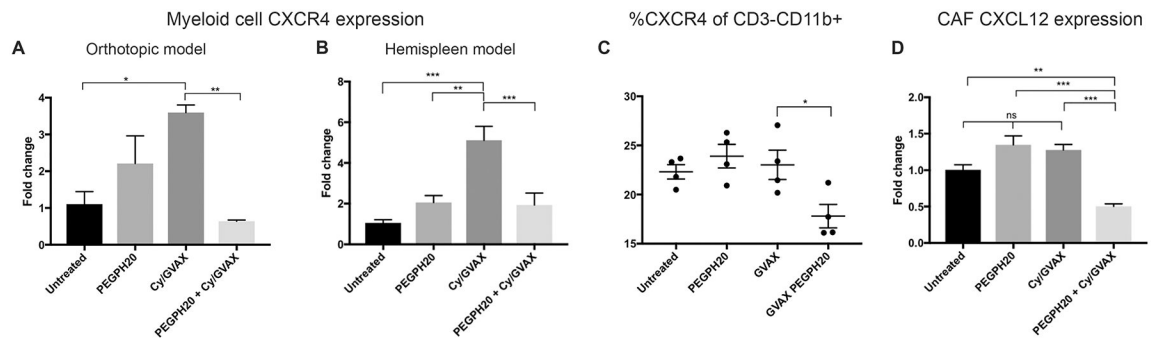 Myeloid cell CXCR4 expression
%CXCR4 of CD3-CD11b+
CAF CXCL12 expression
A
Orthotopic model
B
Hemispleen model
C
D
Fold change
4
3
2
1
0
*
**
Untreated
PEGPH20
Cy/GVAX
PEGPH20 + Cy/GVAX
Fold change
8
6
4
2
0
***
**
***
Untreated
PEGPH20
Cy/GVAX
PEGPH20 + Cy/GVAX
30
25
20
15
*
Untreated
PEGPH20
GVAX
GVAX PEGPH20
Fold change
2.0
1.5
1.0
0.5
0.0
**
***
***
ns
Untreated
PEGPH20
Cy/GVAX
PEGPH20 + Cy/GVAX